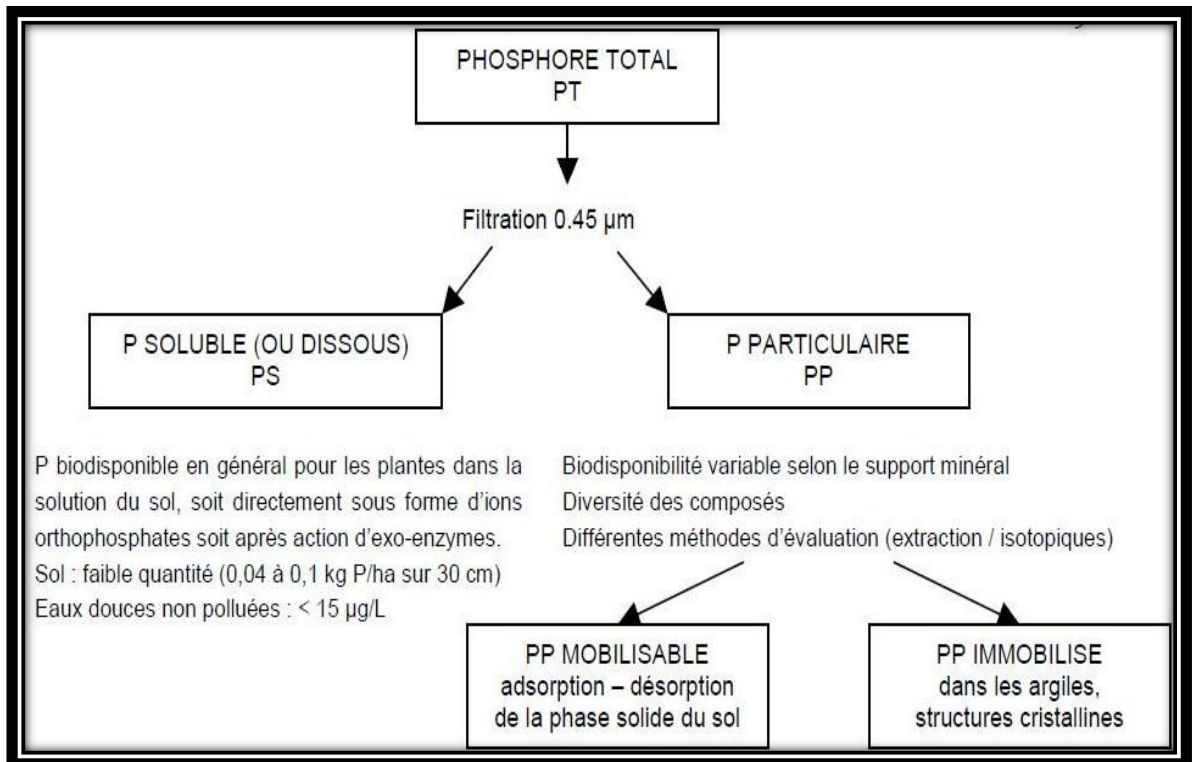 PHOSPHORE TOTAL
PT
Filtration 0.45 µm
P SOLUBLE (OU DISSOUS)
PS
P PARTICULAIRE
PP
P biodisponible en général pour les plantes dans la
solution du sol, soit directement sous forme d'ions
orthophosphates soit après action d'exo-enzymes.
Sol : faible quantité (0,04 à 0,1 kg P/ha sur 30 cm)
Eaux douces non polluées : < 15 µg/L
Biodisponibilité variable selon le support minéral
Diversité des composés
Différentes méthodes d'évaluation (extraction / isotopiques)
PP MOBILISABLE
adsorption – désorption
de la phase solide du sol
PP IMMOBILISE
dans les argiles,
structures cristallines